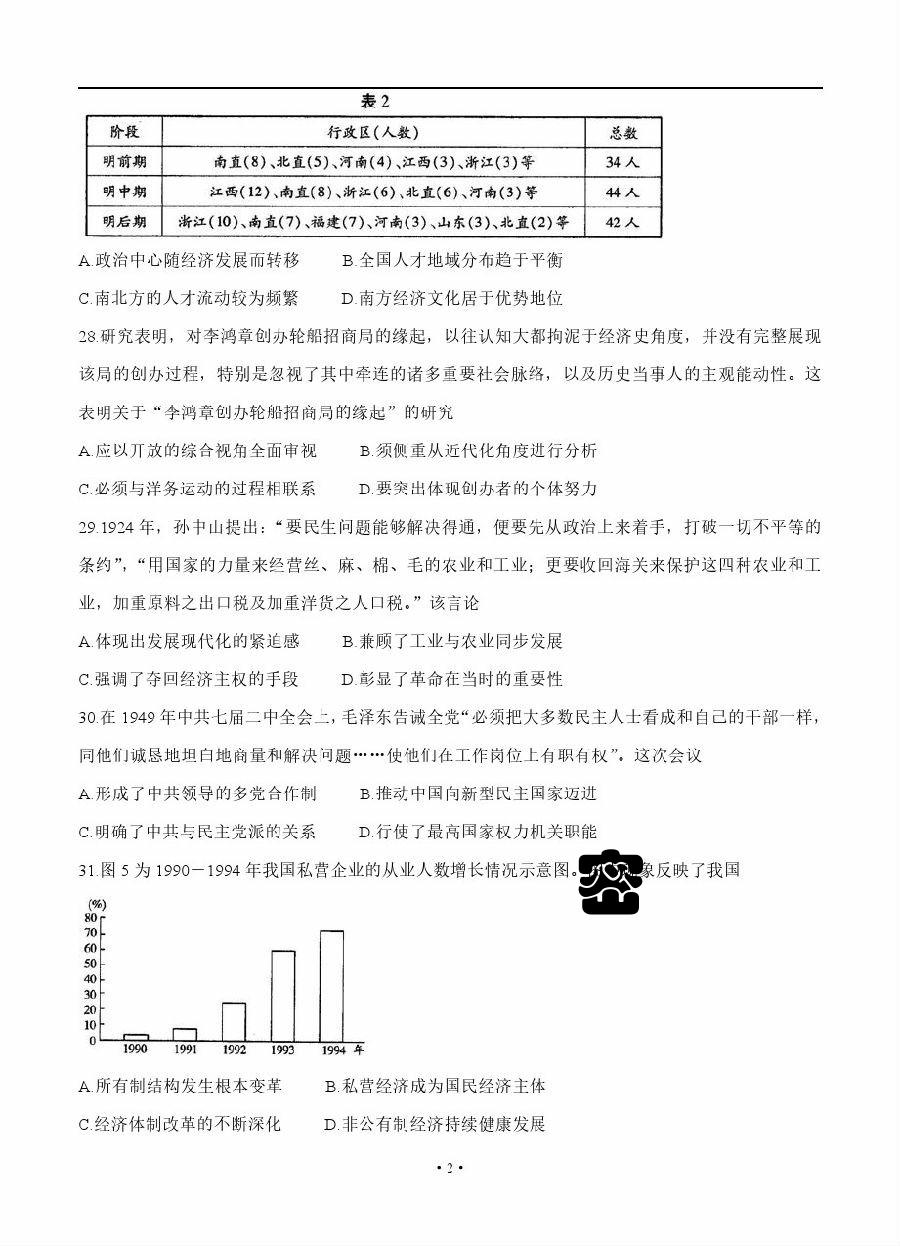 表2
阶段 行政区(人数) 总数
明前期 南直(8)、北直(5)、河南(4)、江西(3)、浙江(3)等 34人
明中期 江西(12)、南直(8)、浙江(6)、北直(6)、河南(3)等 44人
明后期 浙江(10)、南直(7)、福建(7)、河南(3)、山东(3)、北直(2)等 42人
A.政治中心随经济发展而转移 B.全国人才地域分布趋于平衡
C.南北方的人才流动较为频繁 D.南方经济文化居于优势地位
28.研究表明，对李鸿章创办轮船招商局的缘起，以往认知大都拘泥于经济史角度，并没有完整展现
该局的创办过程，特别是忽视了其中牵连的诸多重要社会脉络，以及历史当事人的主观能动性。这
表明关于“李鸿章创办轮船招商局的缘起”的研究
A.应以开放的综合视角全面审视 B.须侧重从近代化角度进行分析
C.必须与洋务运动的过程相联系 D.要突出体现创办者的个体努力
29.1924年，孙中山提出：“要民生问题能够解决得通，便要先从政治上来着手，打破一切不平等的
条约”，“用国家的力量来经营丝、麻、棉、毛的农业和工业；更要收回海关来保护这四种农业和工
业，加重原料之出口税及加重洋货之人口税。”该言论
A.体现出发展现代化的紧迫感 B.兼顾了工业与农业同步发展
C.强调了夺回经济主权的手段 D.彰显了革命在当时的重要性
30.在1949年中共七届二中全会上，毛泽东告诫全党“必须把大多数民主人士看成和自己的干部一样，
同他们诚恳地坦白地商量和解决问题……使他们在工作岗位上有职有权”。这次会议
A.形成了中共领导的多党合作制 B.推动中国向新型民主国家迈进
C.明确了中共与民主党派的关系 D.行使了最高国家权力机关职能
31.图5为1990－1994年我国私营企业的从业人数增长情况示意图。 象反映了我国
(%)
80
70
60
50
40
30
20
10
0
1990 1991 1992 1993 1994 年
A.所有制结构发生根本变革 B.私营经济成为国民经济主体
C.经济体制改革的不断深化 D.非公有制经济持续健康发展
·2·